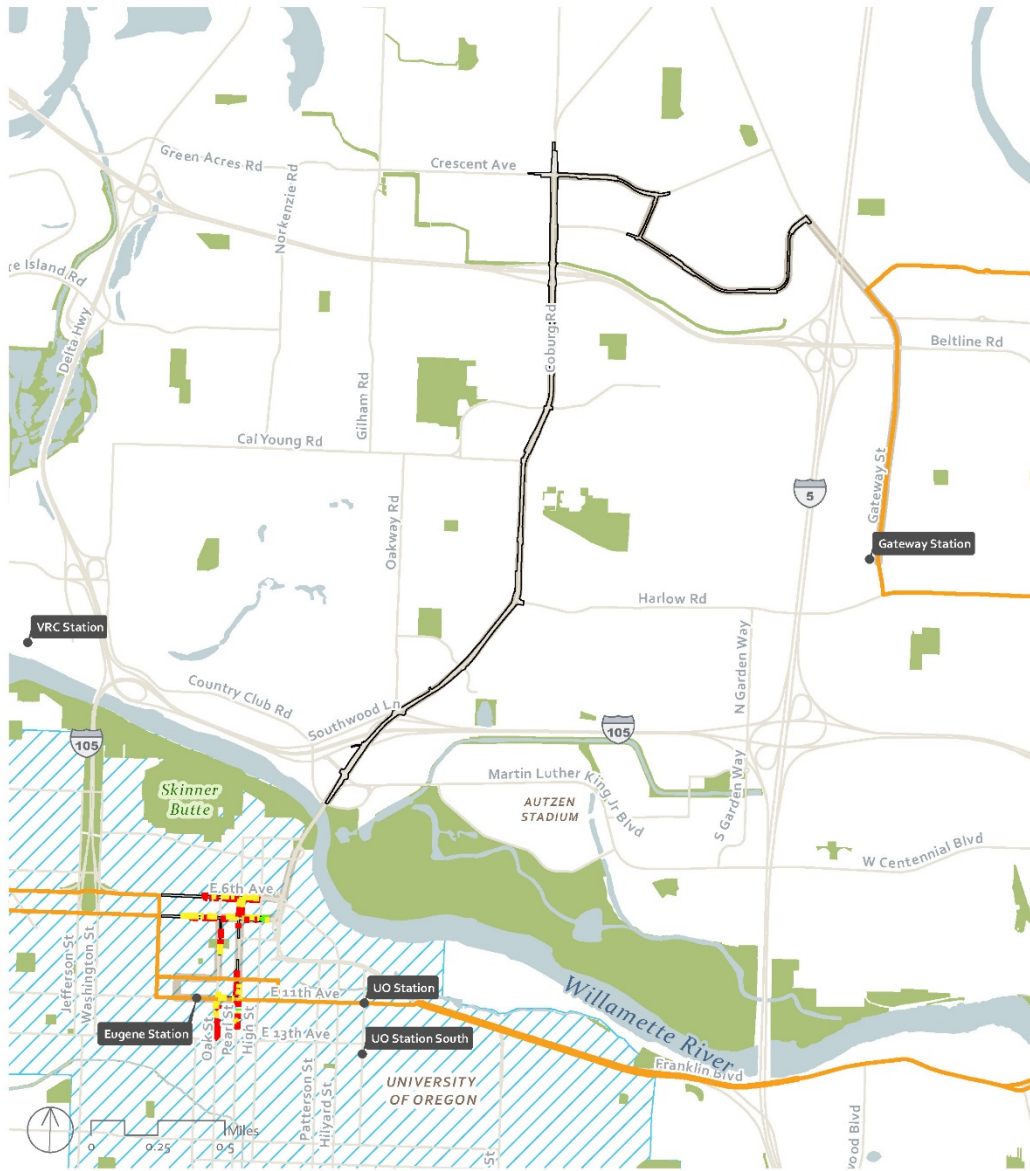 Green Acres Rd
Crescent Ave
Norkenzie Rd
re Island Rd
Delta Hwy
Coburg Rd
Beltline Rd
Gilham Rd
Cal Young Rd
Gateway St
5
Oakway Rd
Gateway Station
Harlow Rd
VRC Station
N Garden Way
Country Club Rd
Southwood Ln
105
105
Skinner
Butte
Martin Luther King Jr Blvd
AUTZEN
STADIUM
S Garden Way
W Centennial Blvd
E 6th Ave
Jefferson St
Washington St
UO Station
E 11th Ave
Willamette River
Eugene Station
Oak St
Pearl St
High St
E 13th Ave
UO Station South
Franklin Blvd
UNIVERSITY
OF OREGON
Patterson St
Hilyard St
Miles
0 0.25 0.5
St
wood Blvd